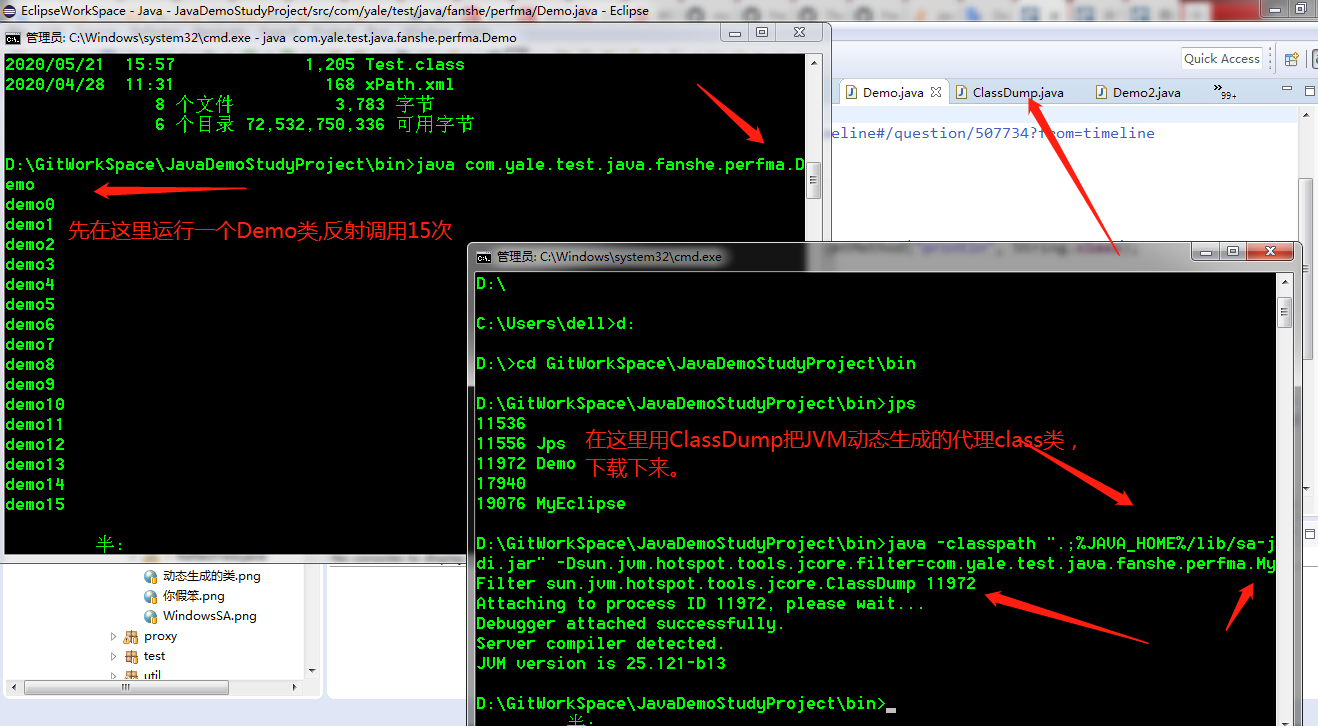 EclipseWorkSpace - Java - JavaDemoStudyProject/src/com/yale/test/java/fanshe/perfma/Demo.java - Eclipse
管理员: C:\Windows\system32\cmd.exe - java com.yale.test.java.fanshe.perfma.Demo
2020/05/21 15:57 1,205 Test.class
2020/04/28 11:31 168 xPath.xml
8 个文件 3,783 字节
6 个目录 72,532,750,336 可用字节
D:\GitWorkSpace\JavaDemoStudyProject\bin>java com.yale.test.java.fanshe.perfma.D
emo
demo0
demo1
demo2
demo3
demo4
demo5
demo6
demo7
demo8
demo9
demo10
demo11
demo12
demo13
demo14
demo15
半:
先在这里运行一个Demo类,反射调用15次
Quick Access
Demo.java
ClassDump.java
Demo2.java
99+
eline#/question/507734?from=timeline
管理员: C:\Windows\system32\cmd.exe
D:\
C:\Users\dell>d:
D:\>cd GitWorkSpace\JavaDemoStudyProject\bin
D:\GitWorkSpace\JavaDemoStudyProject\bin>jps
11536
11556 Jps
11972 Demo
17940
19076 MyEclipse
在这里用ClassDump把JVM动态生成的代理class类，
下载下来。
D:\GitWorkSpace\JavaDemoStudyProject\bin>java -classpath ".;%JAVA_HOME%/lib/sa-j
di.jar" -Dsun.jvm.hotspot.tools.jcore.filter=com.yale.test.java.fanshe.perfma.My
Filter sun.jvm.hotspot.tools.jcore.ClassDump 11972
Attaching to process ID 11972, please wait...
Debugger attached successfully.
Server compiler detected.
JVM version is 25.121-b13
D:\GitWorkSpace\JavaDemoStudyProject\bin>
半:
动态生成的类.png
你假笨.png
WindowsSA.png
proxy
test
util